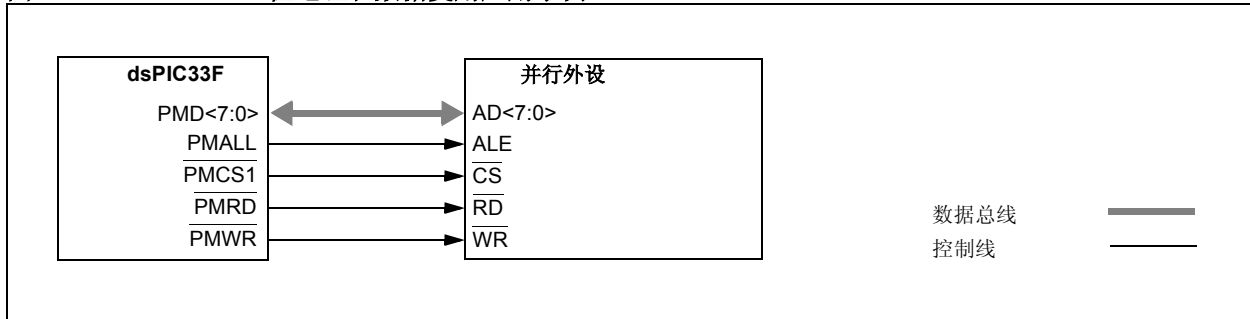 dsPIC33F
并行外设
PMD<7:0>
AD<7:0>
PMALL
ALE
PMCS1
CS
PMRD
RD
PMWR
WR
数据总线
控制线